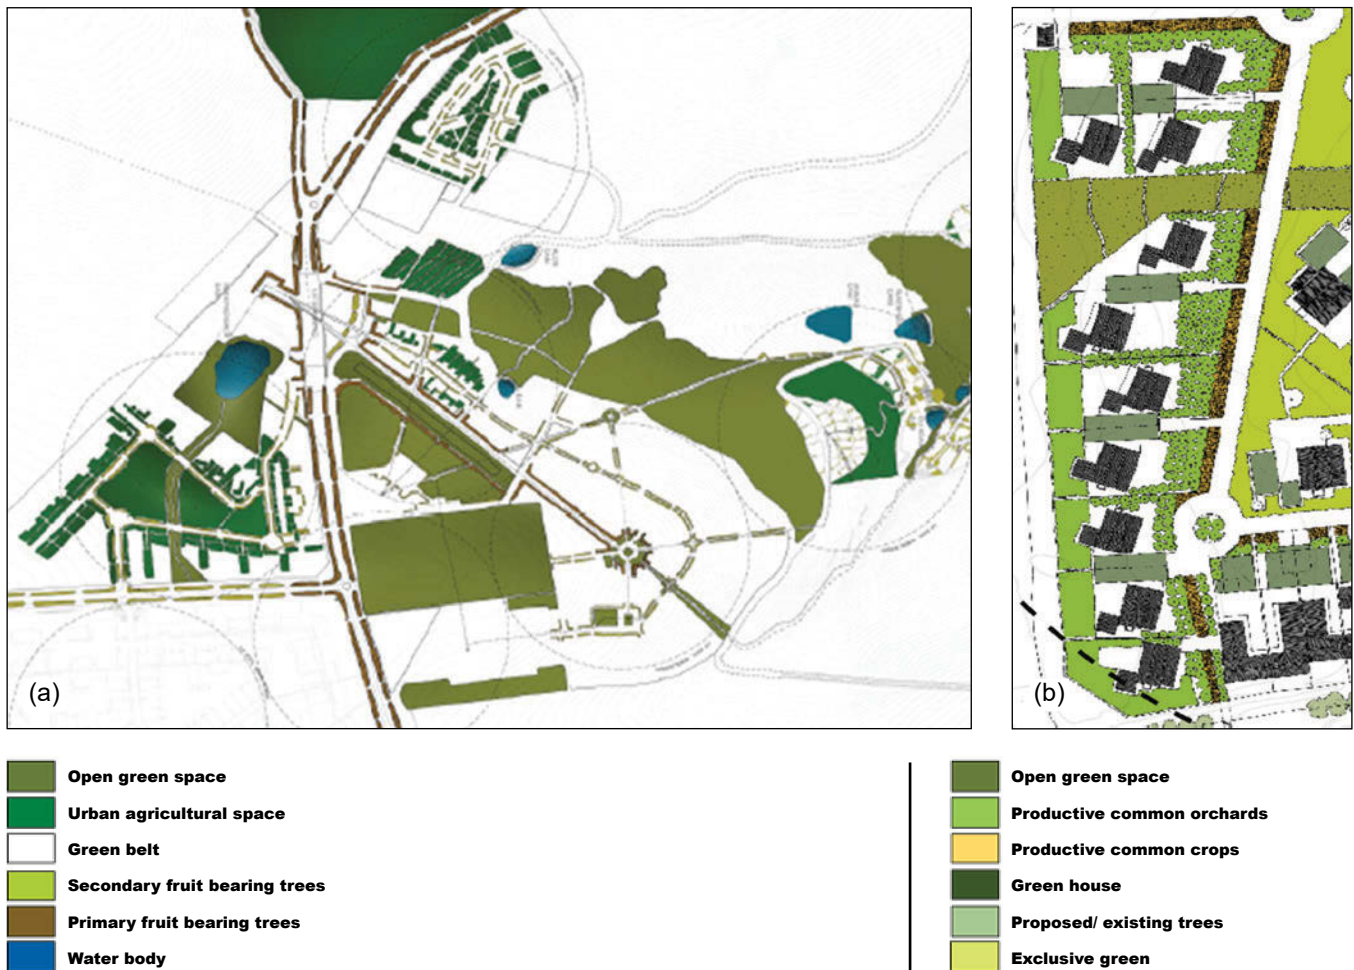 (a)
(b)
Open green space
Urban agricultural space
Green belt
Secondary fruit bearing trees
Primary fruit bearing trees
Water body
Open green space
Productive common orchards
Productive common crops
Green house
Proposed/ existing trees
Exclusive green